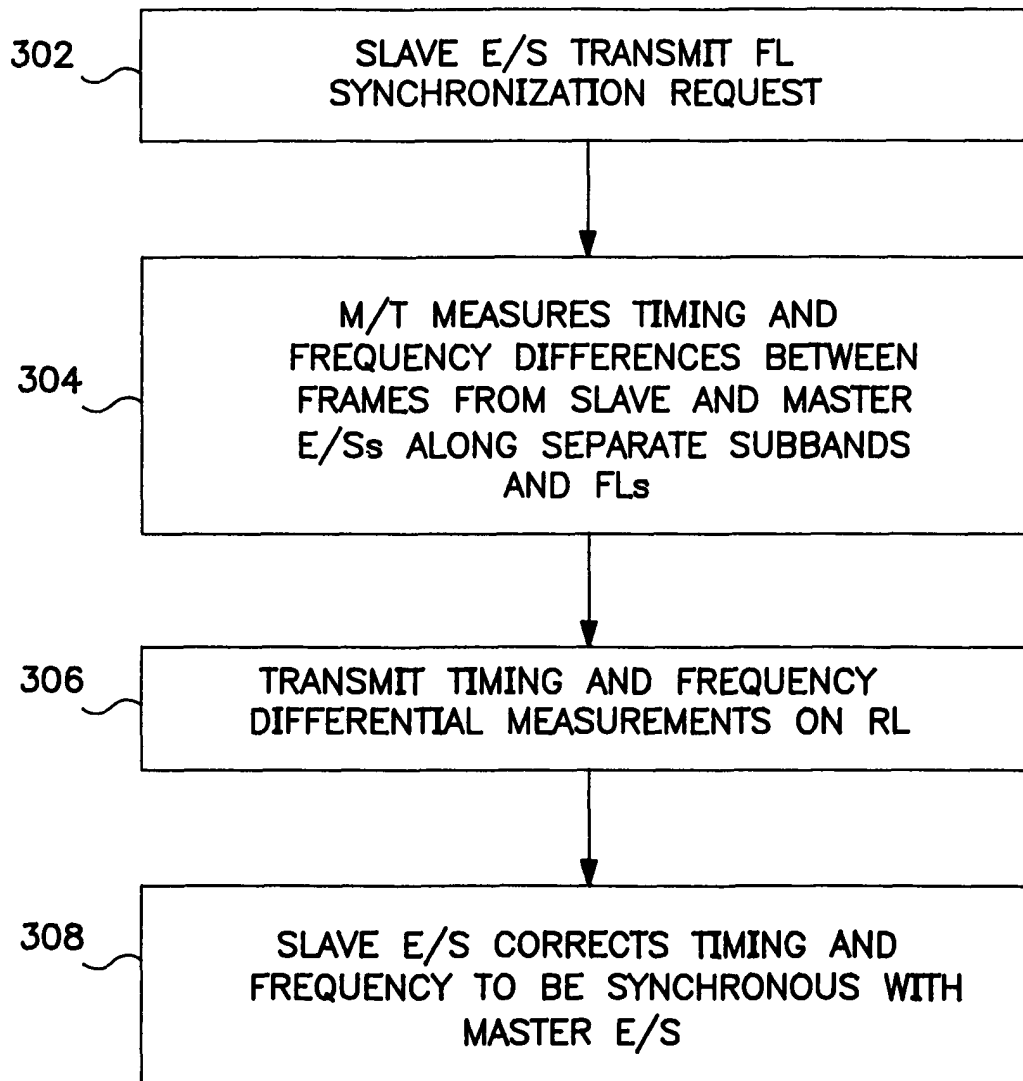 302
SLAVE E/S TRANSMIT FL
SYNCHRONIZATION REQUEST
304
M/T MEASURES TIMING AND
FREQUENCY DIFFERENCES BETWEEN
FRAMES FROM SLAVE AND MASTER
E/Ss ALONG SEPARATE SUBBANDS
AND FLs
306
TRANSMIT TIMING AND FREQUENCY
DIFFERENTIAL MEASUREMENTS ON RL
308
SLAVE E/S CORRECTS TIMING AND
FREQUENCY TO BE SYNCHRONOUS WITH
MASTER E/S